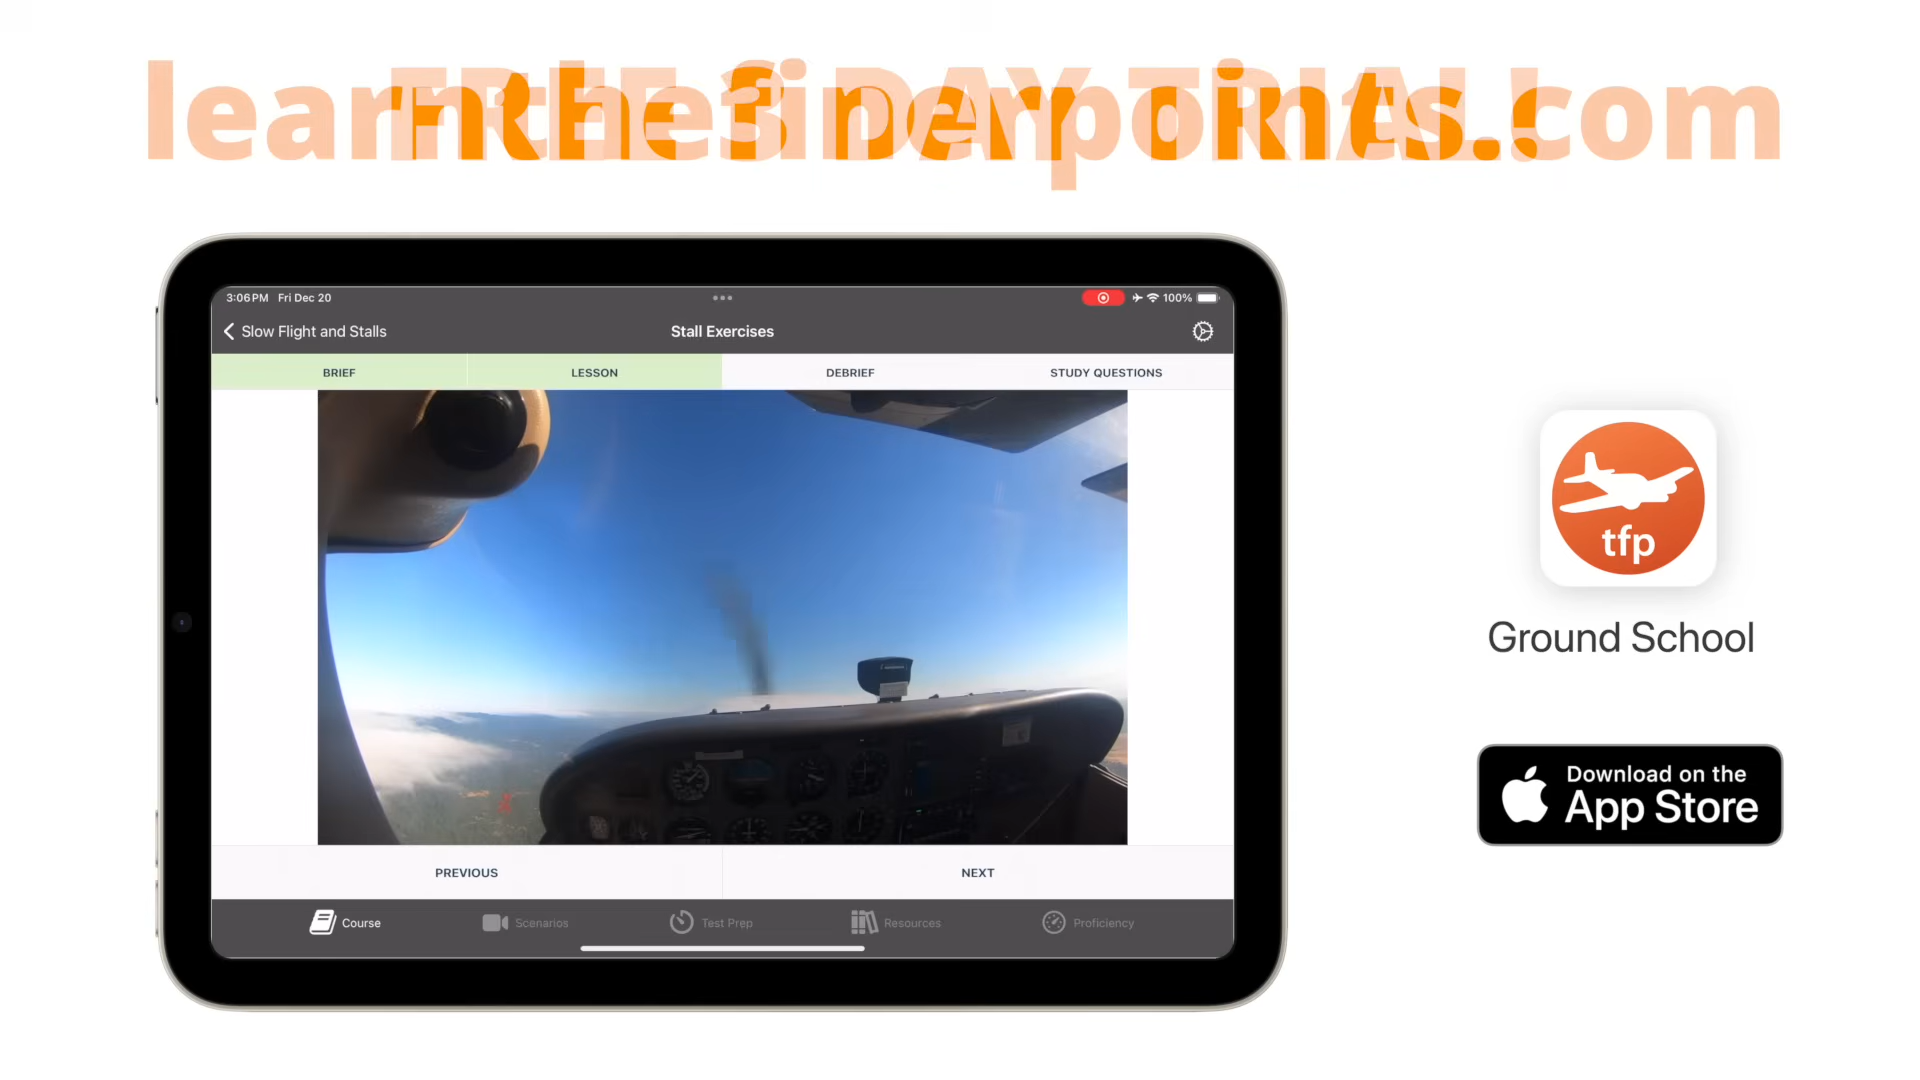 learnthefinerpoints.com
FREE 3 DAY TRIAL!
3:06 PM Fri Dec 20
100%
Slow Flight and Stalls
Stall Exercises
BRIEF
LESSON
DEBRIEF
STUDY QUESTIONS
PREVIOUS
NEXT
Course
Scenarios
Test Prep
Resources
Proficiency
tfp
Ground School
Download on the
App Store